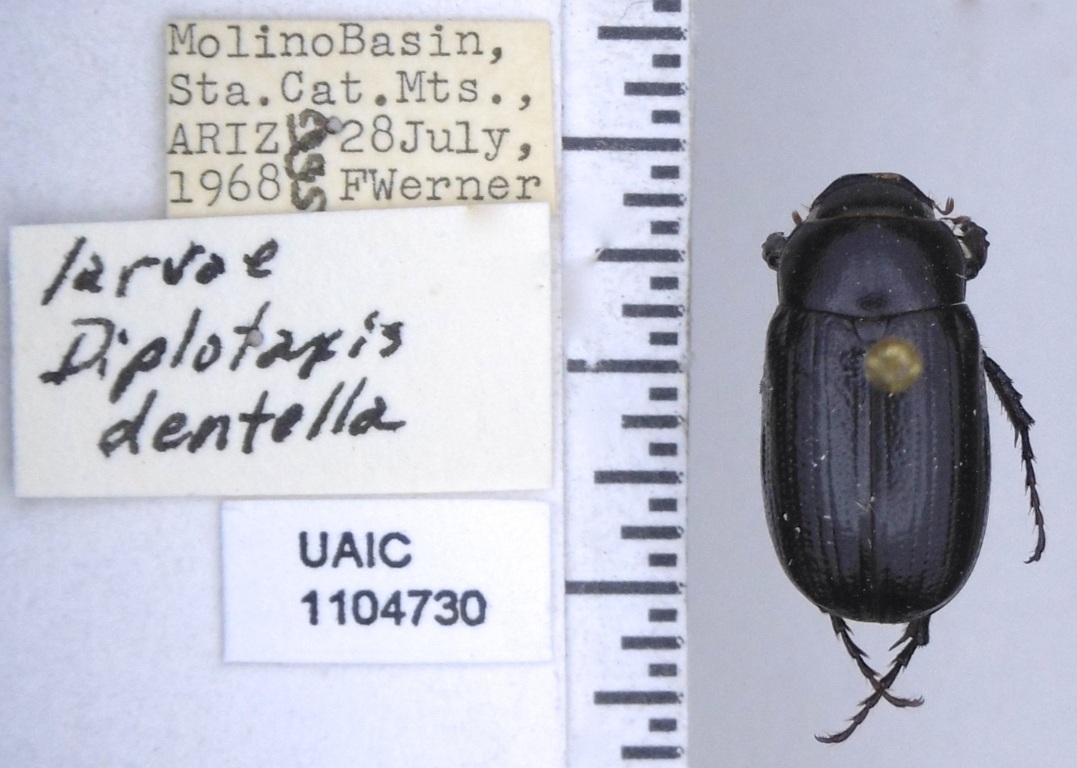 MolinoBasin,
Sta.Cat.Mts.,
ARIZ 28July,
1968 FWerner
larvae
Diplotaxis
dentella
UAIC
1104730